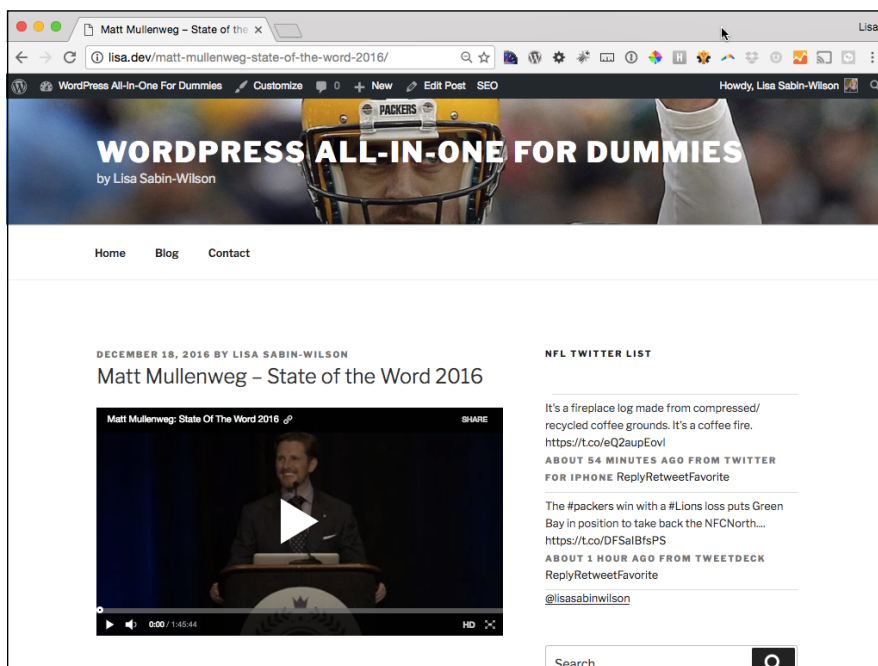 Matt Mullenweg – State of the
Lisa
lisa.dev/matt-mullenweg-state-of-the-word-2016/
WordPress All-In-One For Dummies Customize 0 New Edit Post SEO Howdy, Lisa Sabin-Wilson
PACKERS
WORDPRESS ALL-IN-ONE FOR DUMMIES
by Lisa Sabin-Wilson
Home Blog Contact
DECEMBER 18, 2016 BY LISA SABIN-WILSON
Matt Mullenweg – State of the Word 2016
Matt Mullenweg: State Of The Word 2016 SHARE
0:00 / 1:45:44 HD
NFL TWITTER LIST
It's a fireplace log made from compressed/
recycled coffee grounds. It's a coffee fire.
https://t.co/eQ2aupEovl
ABOUT 54 MINUTES AGO FROM TWITTER
FOR IPHONE ReplyRetweetFavorite
The #packers win with a #Lions loss puts Green
Bay in position to take back the NFCNorth....
https://t.co/DFSaIBfsPS
ABOUT 1 HOUR AGO FROM TWEETDECK
ReplyRetweetFavorite
@lisasabinwilson
Search